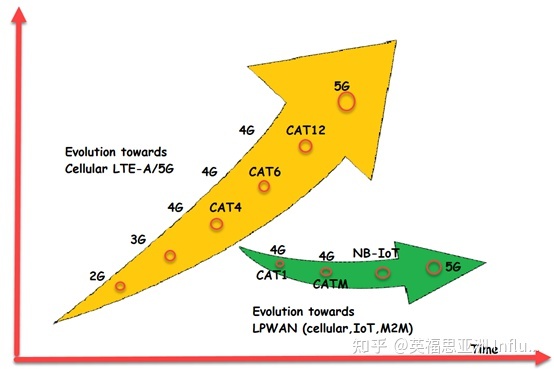 5G
4G
CAT12
Evolution towards
Cellular LTE-A/5G
4G
CAT6
4G
CAT4
3G
2G
4G
CAT1
4G
CATM
NB-IoT
5G
Evolution towards
LPWAN (cellular,IoT,M2M)
知乎 @英福思亚洲Influ...
Time